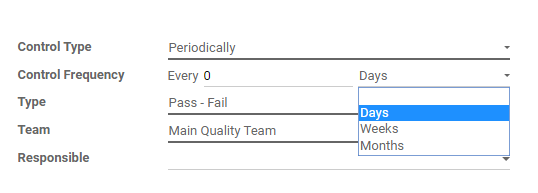 Control Type Periodically
Control Frequency Every 0 Days
Type Pass - Fail
Days
Team Main Quality Team
Weeks
Months
Responsible